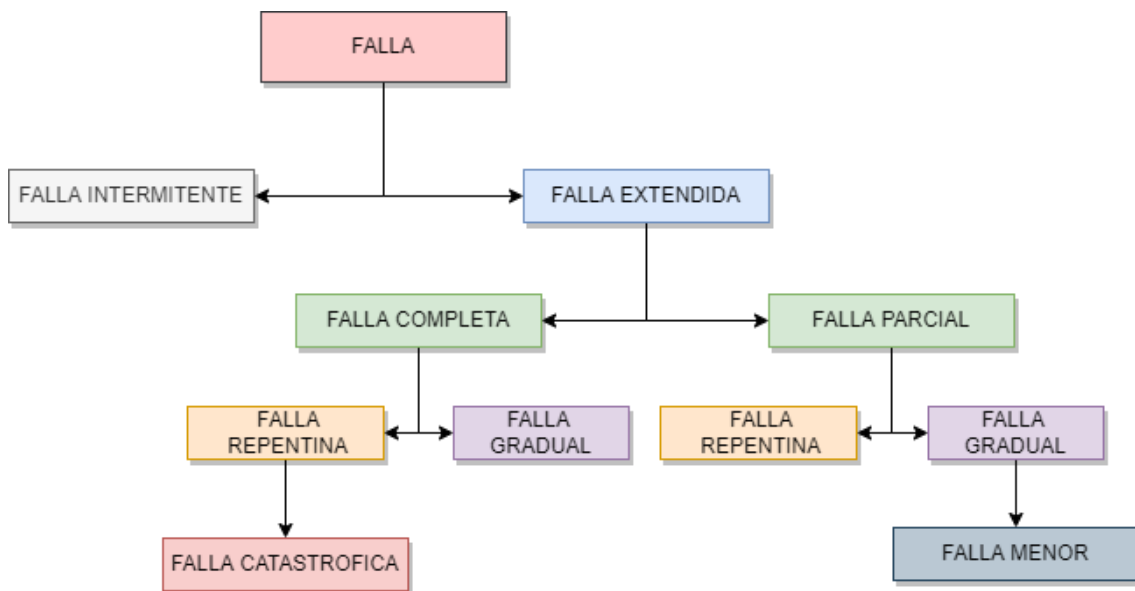 FALLA
FALLA INTERMITENTE
FALLA EXTENDIDA
FALLA COMPLETA
FALLA PARCIAL
FALLA
REPENTINA
FALLA
GRADUAL
FALLA
REPENTINA
FALLA
GRADUAL
FALLA CATASTROFICA
FALLA MENOR